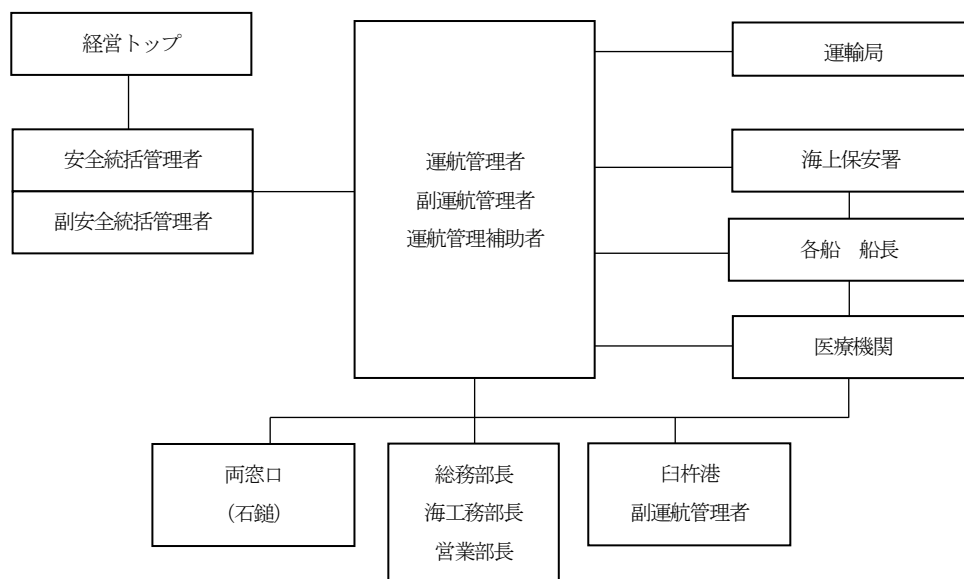 経営トップ
安全統括管理者
副安全統括管理者
運航管理者
副運航管理者
運航管理補助者
運輸局
海上保安署
各船　船長
医療機関
両窓口
（石鎚）
総務部長
海工務部長
営業部長
臼杵港
副運航管理者